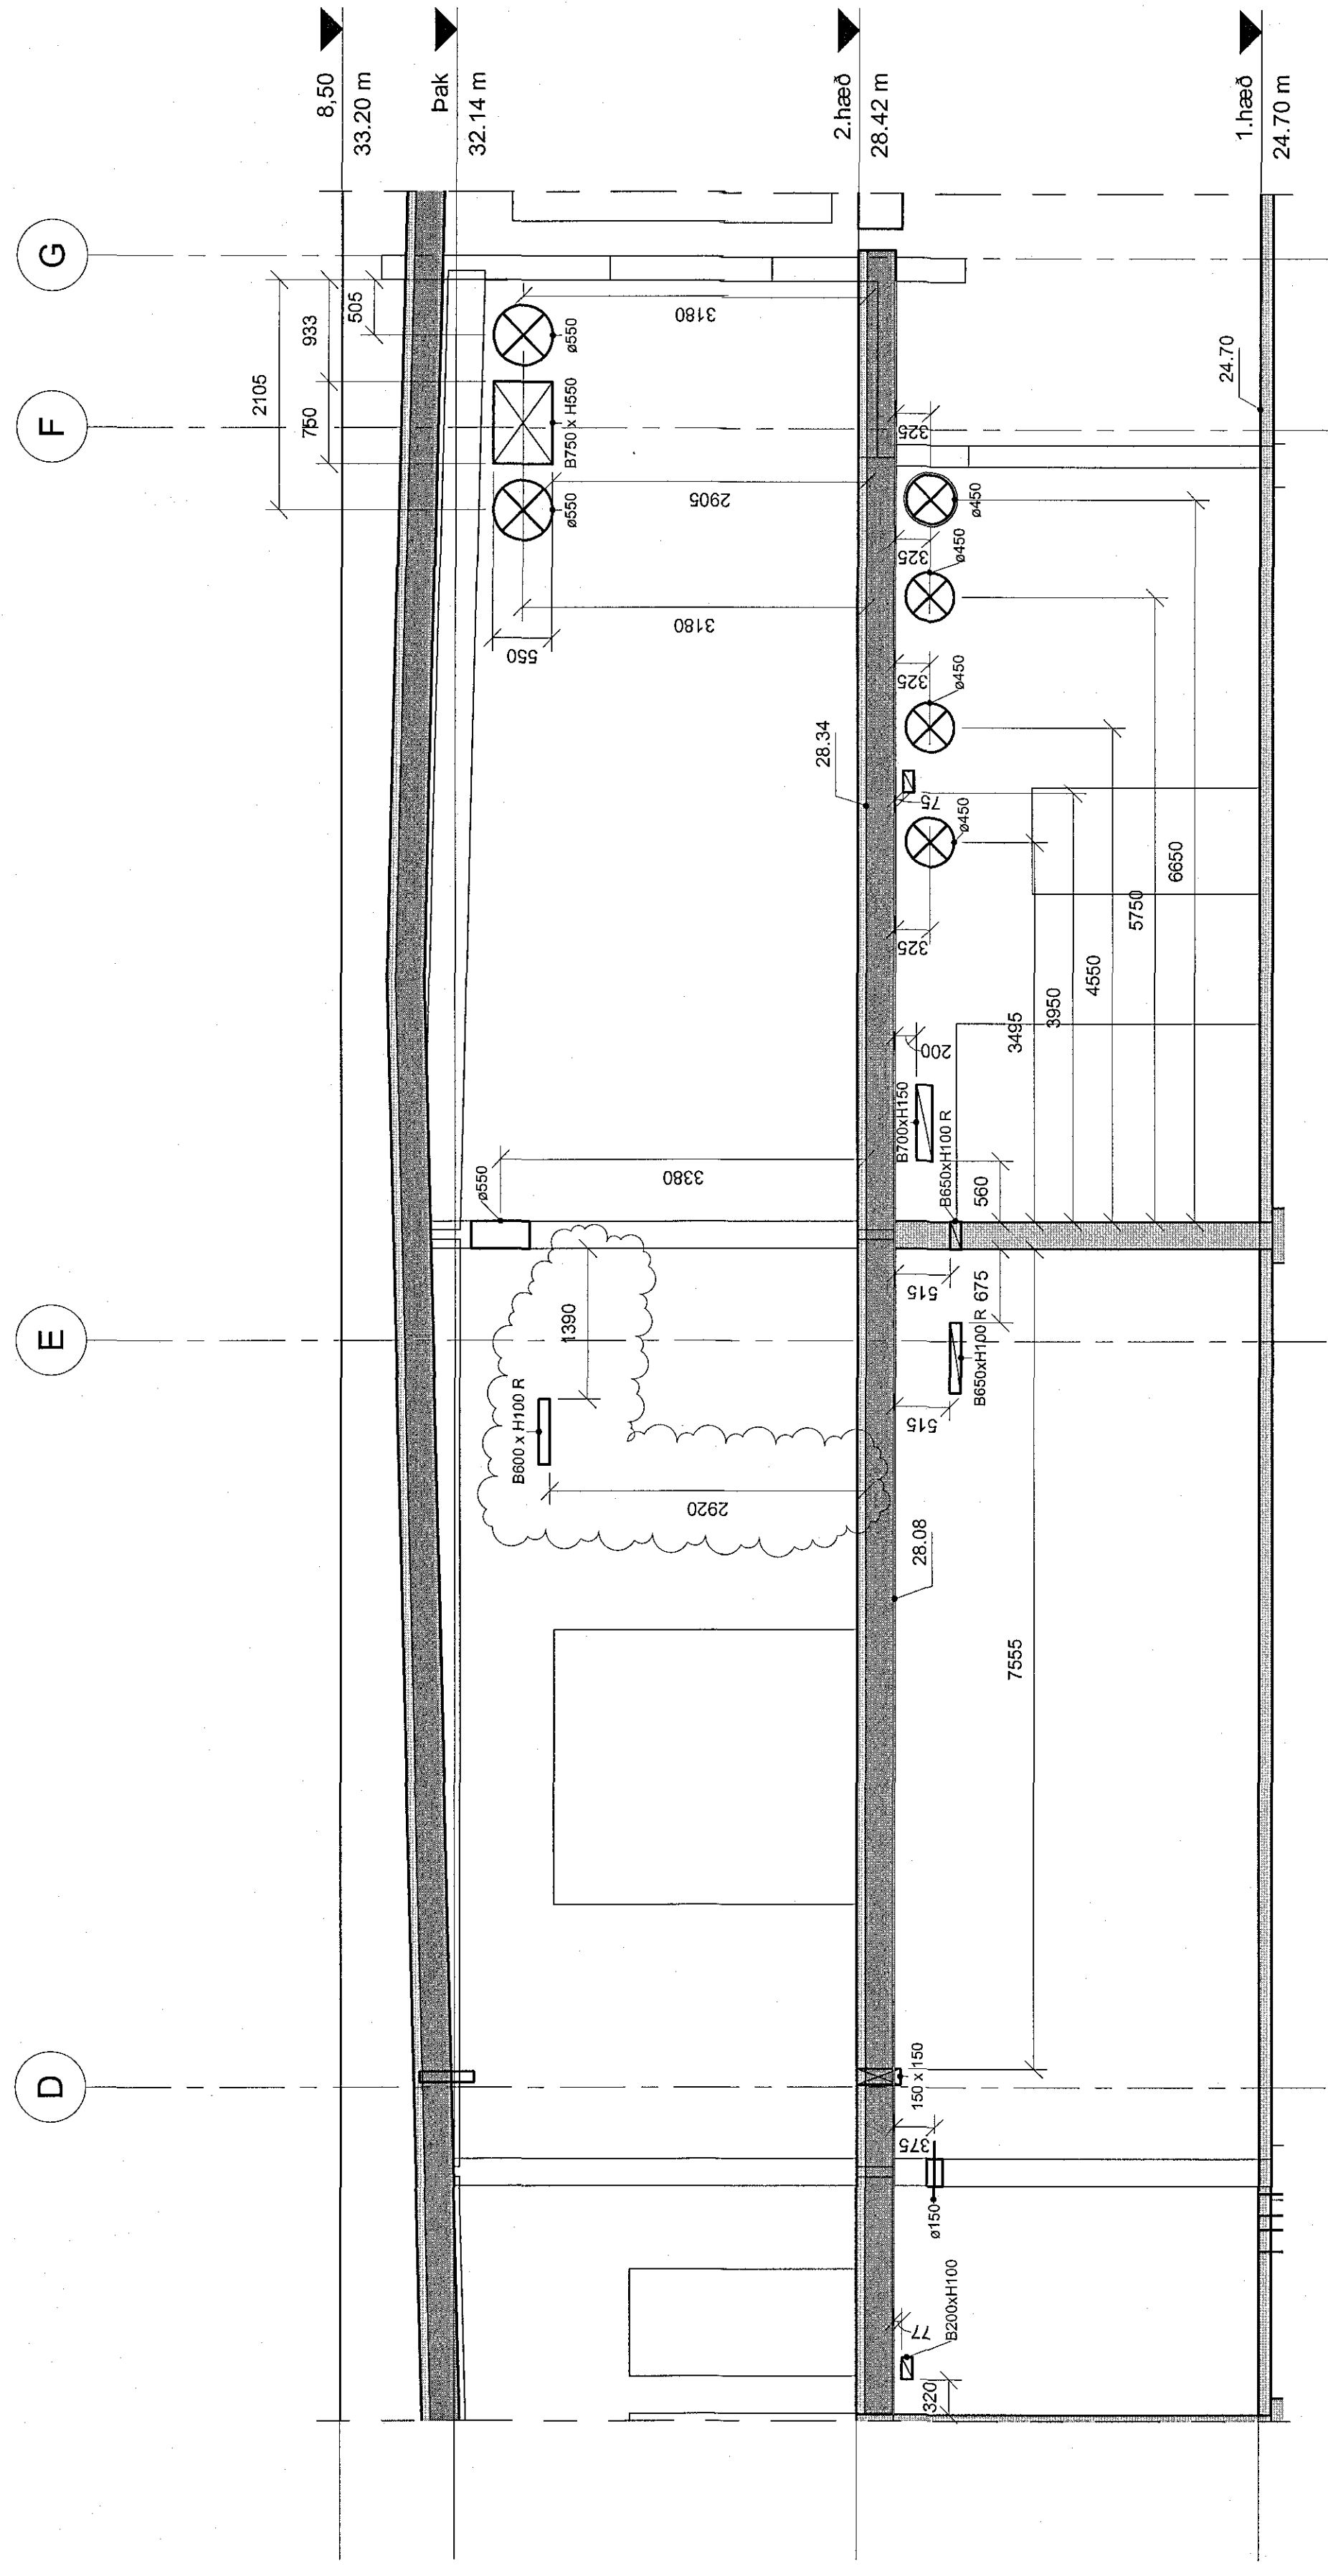 D
E
F
G
8,50
33.20 m
Þak
32.14 m
2.hæð
28.42 m
1.hæð
24.70 m
2105
750
933
505
ø550
B750 x H550
ø550
3180
2905
3180
550
ø550
3380
1390
B600 x H100 R
2920
28.34
28.08
24.70
325
ø450
325
ø450
325
ø450
75
ø450
325
200
B700xH150
B650xH100 R
560
515
675
B650xH100 R
515
3495
3950
4550
5750
6650
7555
150 x 150
375
ø150
77
B200xH100
320